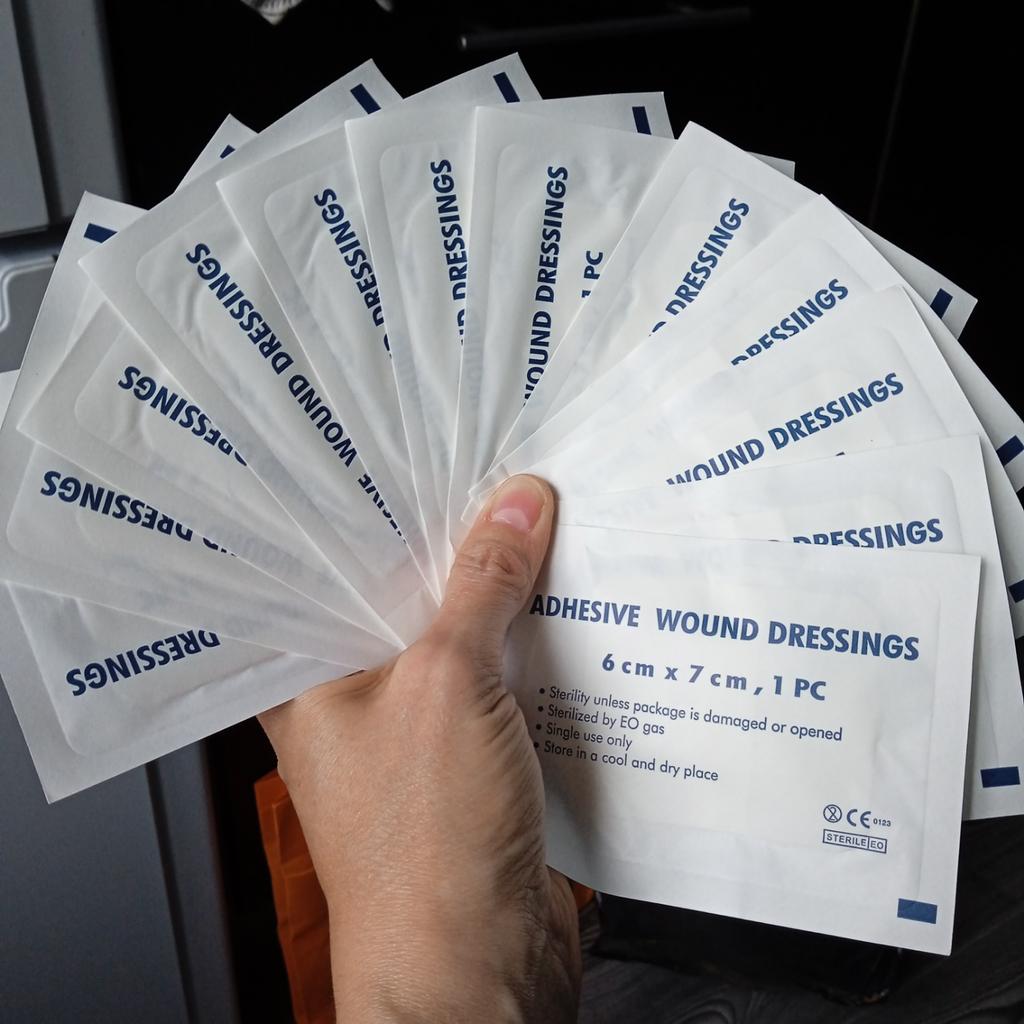 DRESSINGS
DRESSINGS
DRESSINGS
WOUND DRESSINGS
DRESSINGS
DRESSINGS
WOUND DRESSINGS
1 PC
DRESSINGS
DRESSINGS
WOUND DRESSINGS
DRESSINGS
ADHESIVE WOUND DRESSINGS
6 cm x 7 cm, 1 PC
• Sterility unless package is damaged or opened
• Sterilized by EO gas
• Single use only
• Store in a cool and dry place
CE 0123
STERILE EO